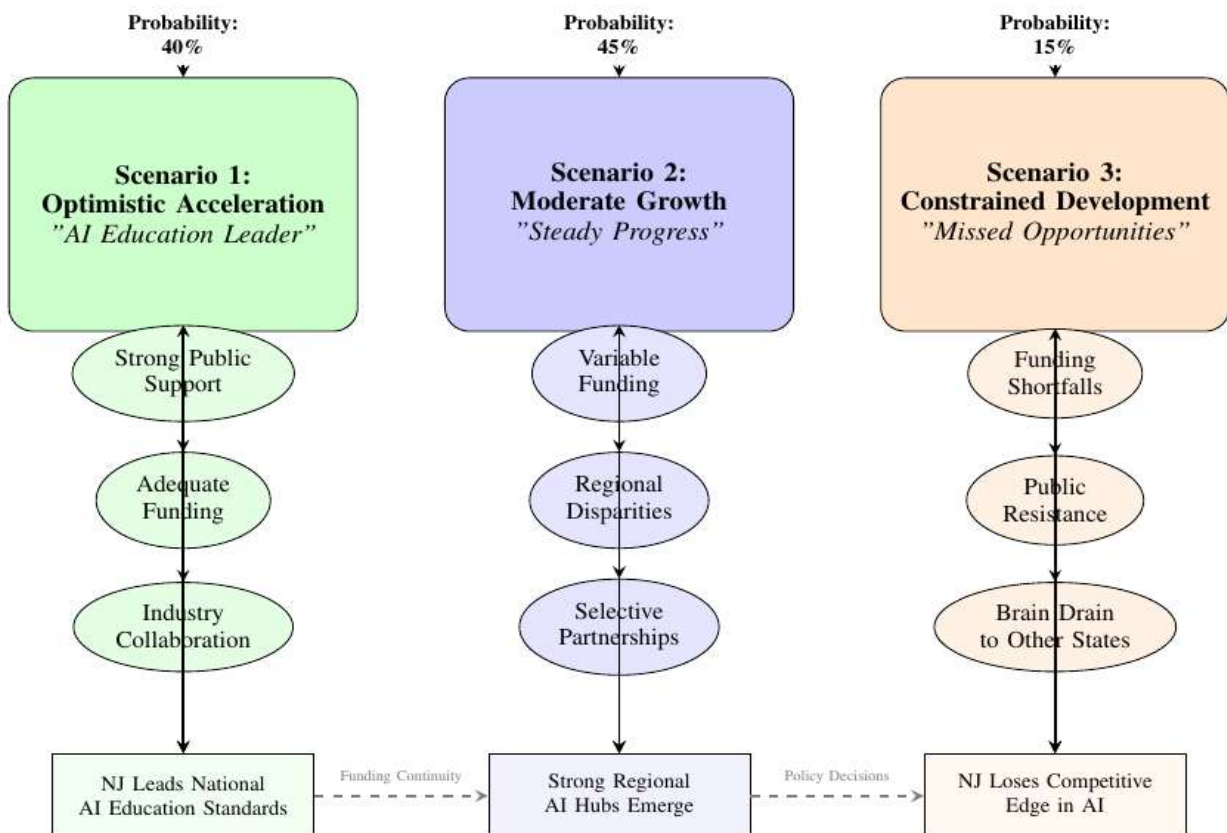 Probability:
40%
Probability:
45%
Probability:
15%
Scenario 1:
Optimistic Acceleration
"AI Education Leader"
Scenario 2:
Moderate Growth
"Steady Progress"
Scenario 3:
Constrained Development
"Missed Opportunities"
Strong Public
Support
Variable
Funding
Funding
Shortfalls
Adequate
Funding
Regional
Disparities
Public
Resistance
Industry
Collaboration
Selective
Partnerships
Brain Drain
to Other States
NJ Leads National
AI Education Standards
Funding Continuity
Strong Regional
AI Hubs Emerge
Policy Decisions
NJ Loses Competitive
Edge in AI